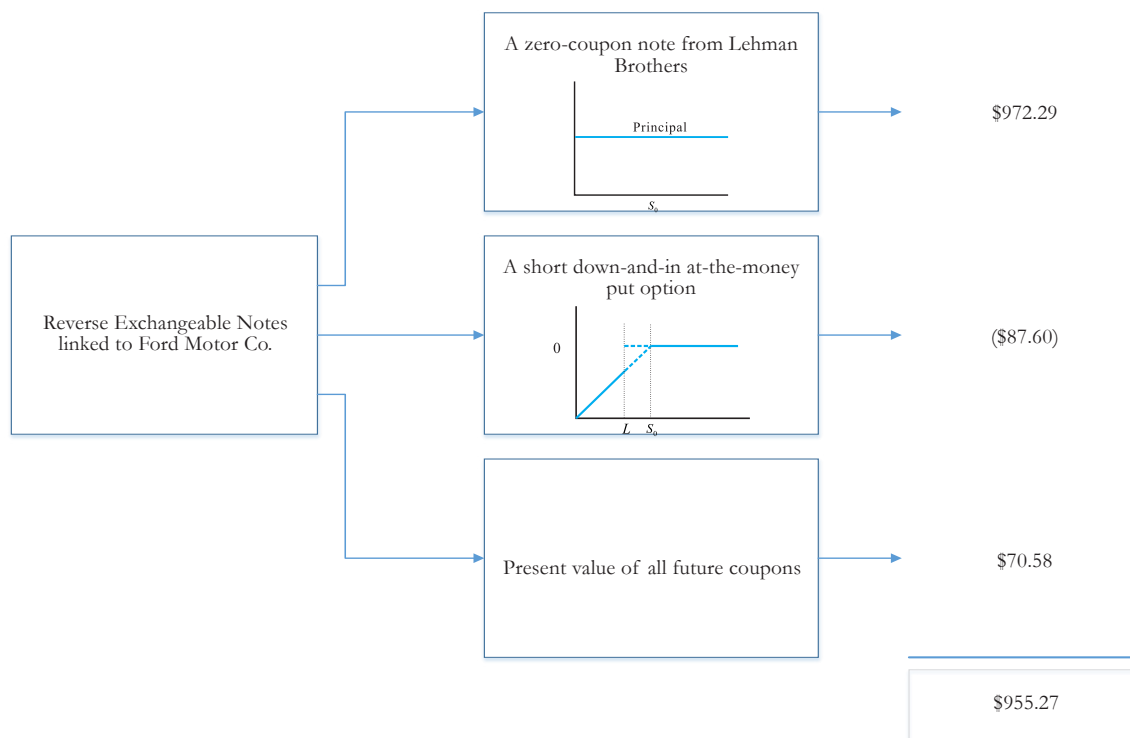 A zero-coupon note from Lehman
Brothers
Principal
S₀
$972.29
Reverse Exchangeable Notes
linked to Ford Motor Co.
A short down-and-in at-the-money
put option
0
L S₀
($87.60)
Present value of all future coupons
$70.58
$955.27